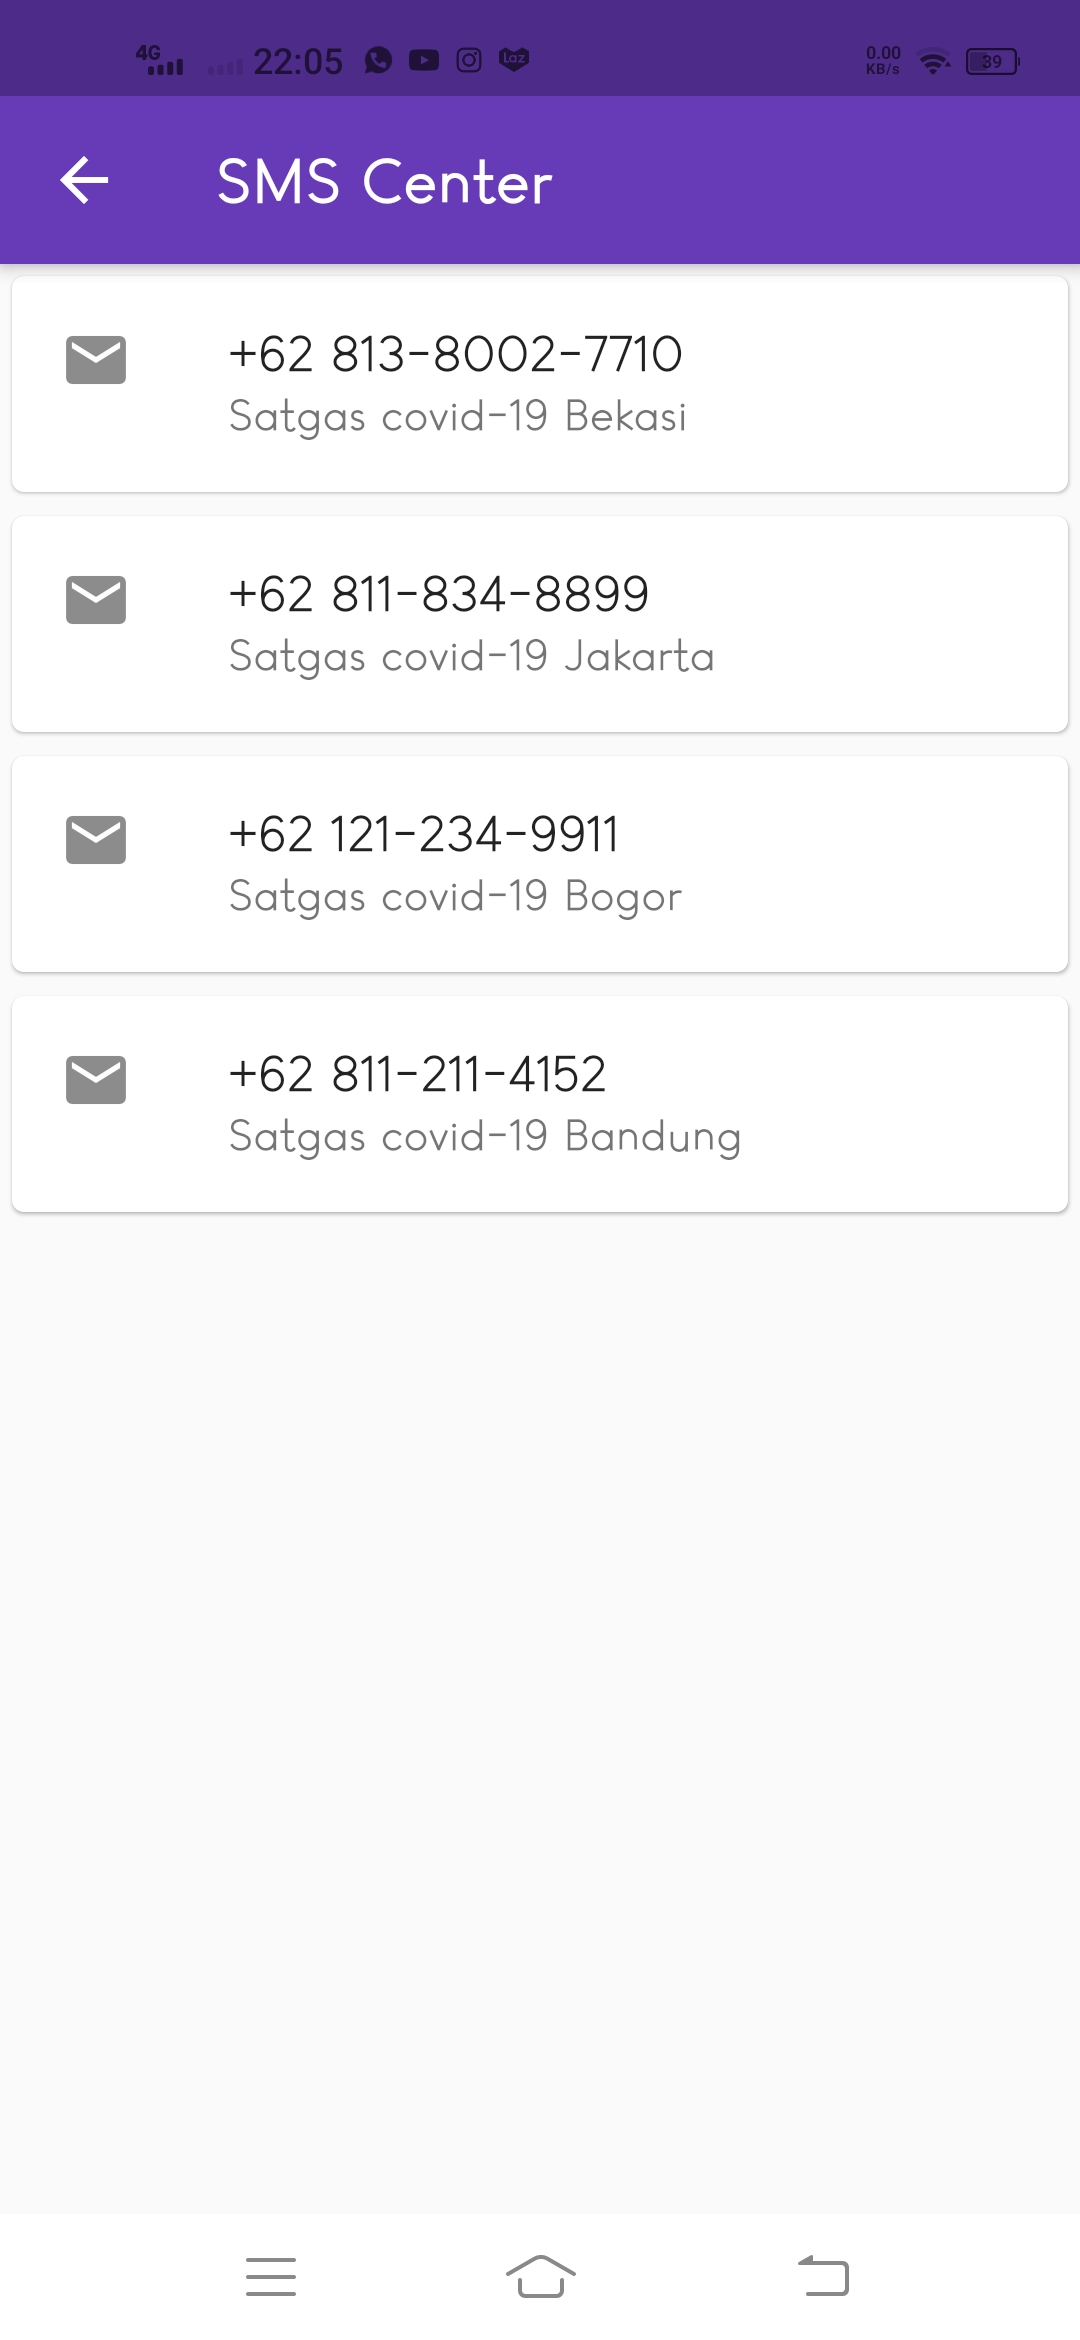 4G 22:05 Laz 0.00 KB/s 39
SMS Center
+62 813-8002-7710
Satgas covid-19 Bekasi
+62 811-834-8899
Satgas covid-19 Jakarta
+62 121-234-9911
Satgas covid-19 Bogor
+62 811-211-4152
Satgas covid-19 Bandung